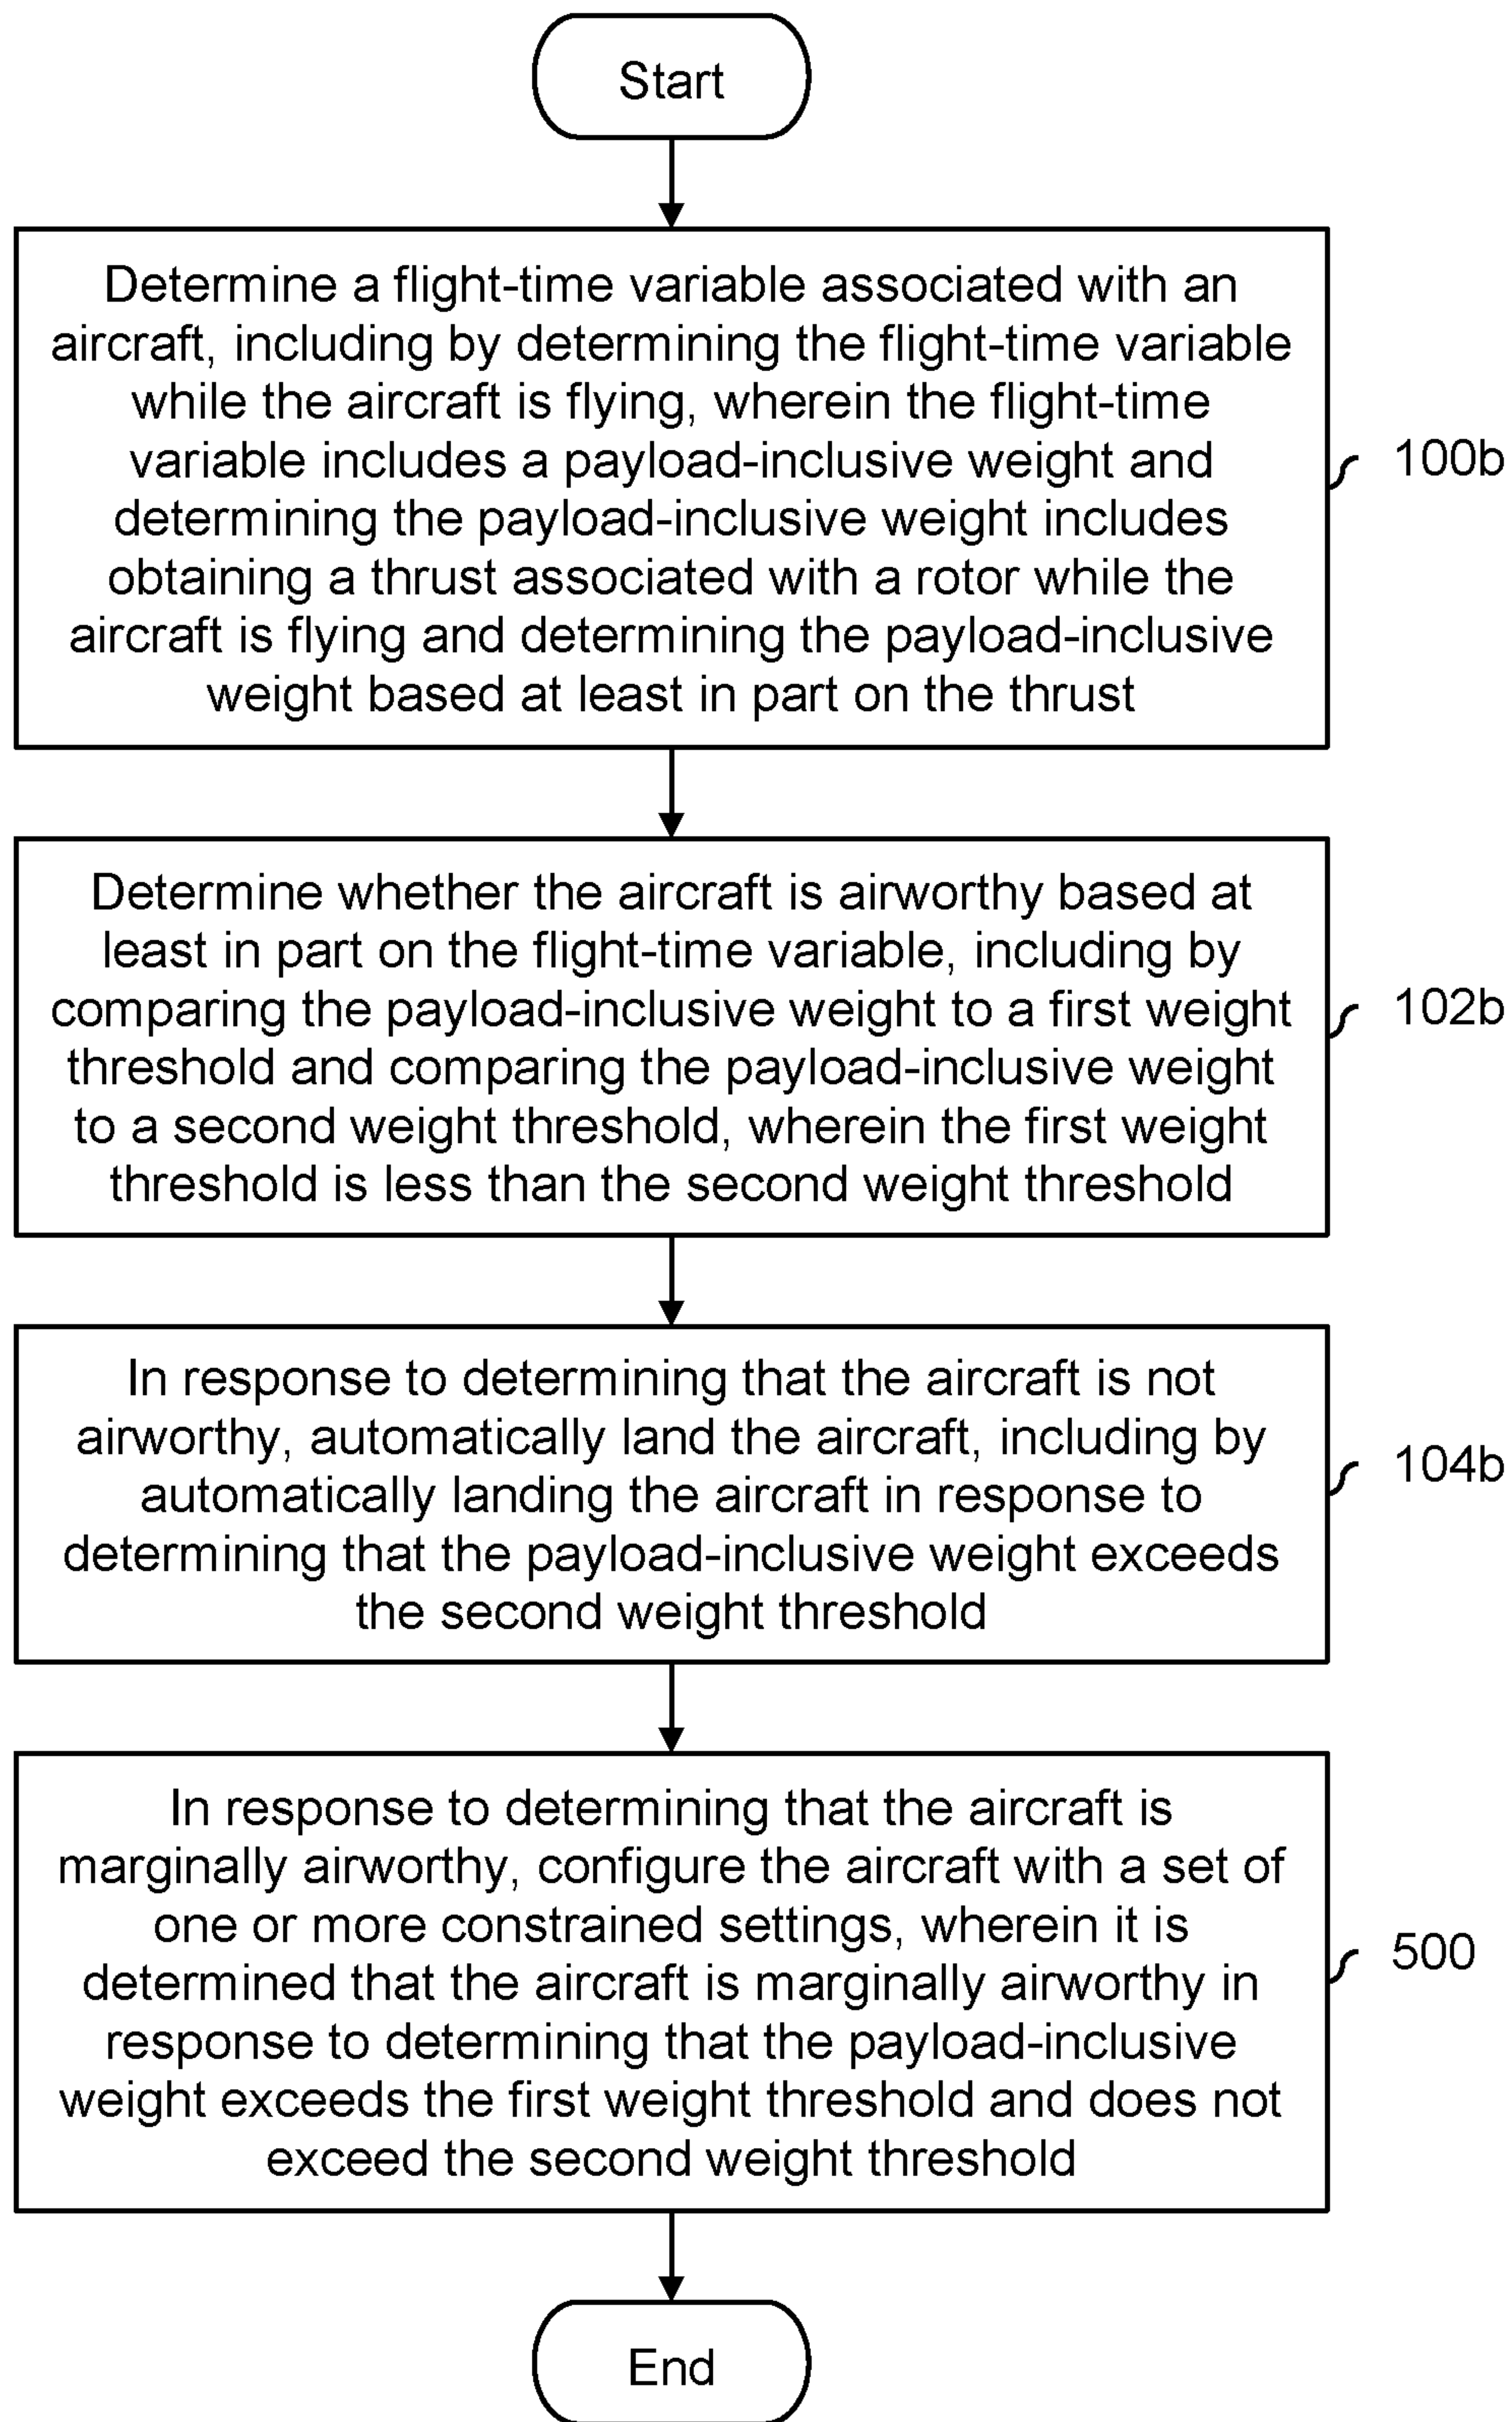 Start
Determine a flight-time variable associated with an
aircraft, including by determining the flight-time variable
while the aircraft is flying, wherein the flight-time
variable includes a payload-inclusive weight and
determining the payload-inclusive weight includes
obtaining a thrust associated with a rotor while the
aircraft is flying and determining the payload-inclusive
weight based at least in part on the thrust
100b
Determine whether the aircraft is airworthy based at
least in part on the flight-time variable, including by
comparing the payload-inclusive weight to a first weight
threshold and comparing the payload-inclusive weight
to a second weight threshold, wherein the first weight
threshold is less than the second weight threshold
102b
In response to determining that the aircraft is not
airworthy, automatically land the aircraft, including by
automatically landing the aircraft in response to
determining that the payload-inclusive weight exceeds
the second weight threshold
104b
In response to determining that the aircraft is
marginally airworthy, configure the aircraft with a set of
one or more constrained settings, wherein it is
determined that the aircraft is marginally airworthy in
response to determining that the payload-inclusive
weight exceeds the first weight threshold and does not
exceed the second weight threshold
500
End